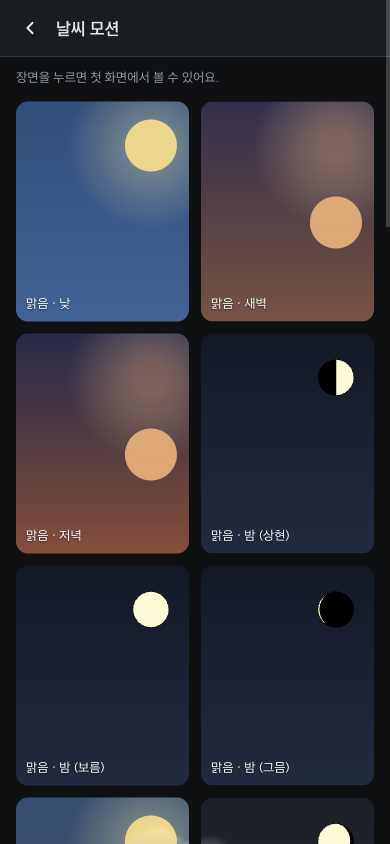 날씨 모션
장면을 누르면 첫 화면에서 볼 수 있어요.
맑음 · 낮
맑음 · 새벽
맑음 · 저녁
맑음 · 밤 (상현)
맑음 · 밤 (보름)
맑음 · 밤 (그믐)